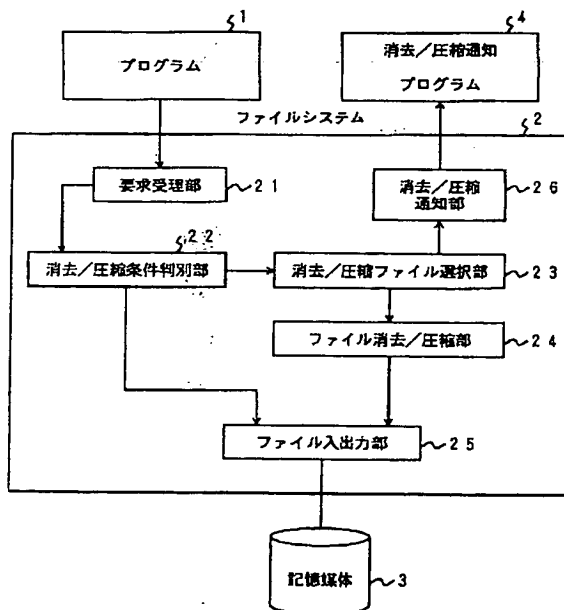 1
プログラム
4
消去/圧縮通知
プログラム
ファイルシステム
2
要求受理部
21
消去/圧縮
通知部
26
22
消去/圧縮条件判別部
消去/圧縮ファイル選択部
23
ファイル消去/圧縮部
24
ファイル入出力部
25
記憶媒体
3